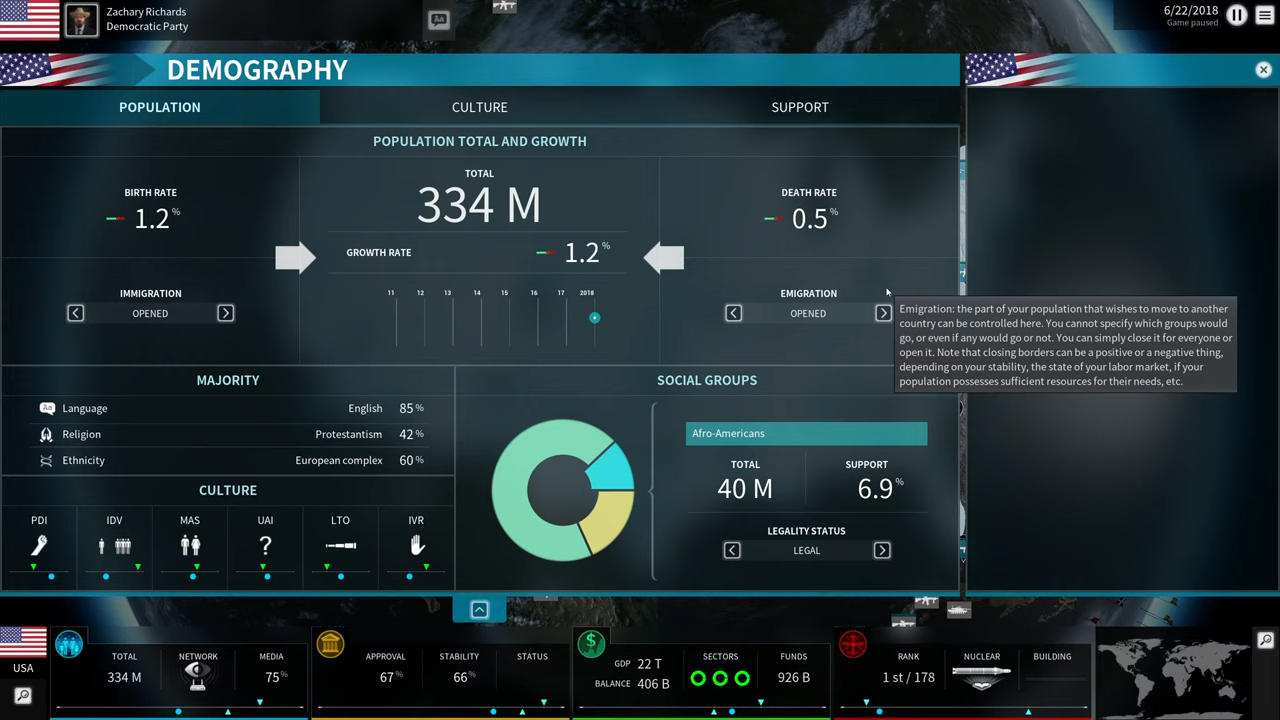 Zachary Richards
Democratic Party
Aa
6/22/2018
Game paused
DEMOGRAPHY
POPULATION
CULTURE
SUPPORT
POPULATION TOTAL AND GROWTH
BIRTH RATE
1.2 %
TOTAL
334 M
DEATH RATE
0.5 %
GROWTH RATE
1.2 %
11 12 13 14 15 16 17 2018
IMMIGRATION
OPENED
EMIGRATION
OPENED
Emigration: the part of your population that wishes to move to another
country can be controlled here. You cannot specify which groups would
go, or even if any would go or not. You can simply close it for everyone or
open it. Note that closing borders can be a positive or a negative thing,
depending on your stability, the state of your labor market, if your
population possesses sufficient resources for their needs, etc.
MAJORITY
Aa Language English 85 %
Religion Protestantism 42 %
Ethnicity European complex 60 %
CULTURE
PDI IDV MAS UAI LTO IVR
?
SOCIAL GROUPS
Afro-Americans
TOTAL
40 M
SUPPORT
6.9 %
LEGALITY STATUS
LEGAL
USA
TOTAL
334 M
NETWORK
MEDIA
75 %
APPROVAL
67 %
STABILITY
66 %
STATUS
$
GDP 22 T
BALANCE 406 B
SECTORS
FUNDS
926 B
RANK
1 st / 178
NUCLEAR
BUILDING